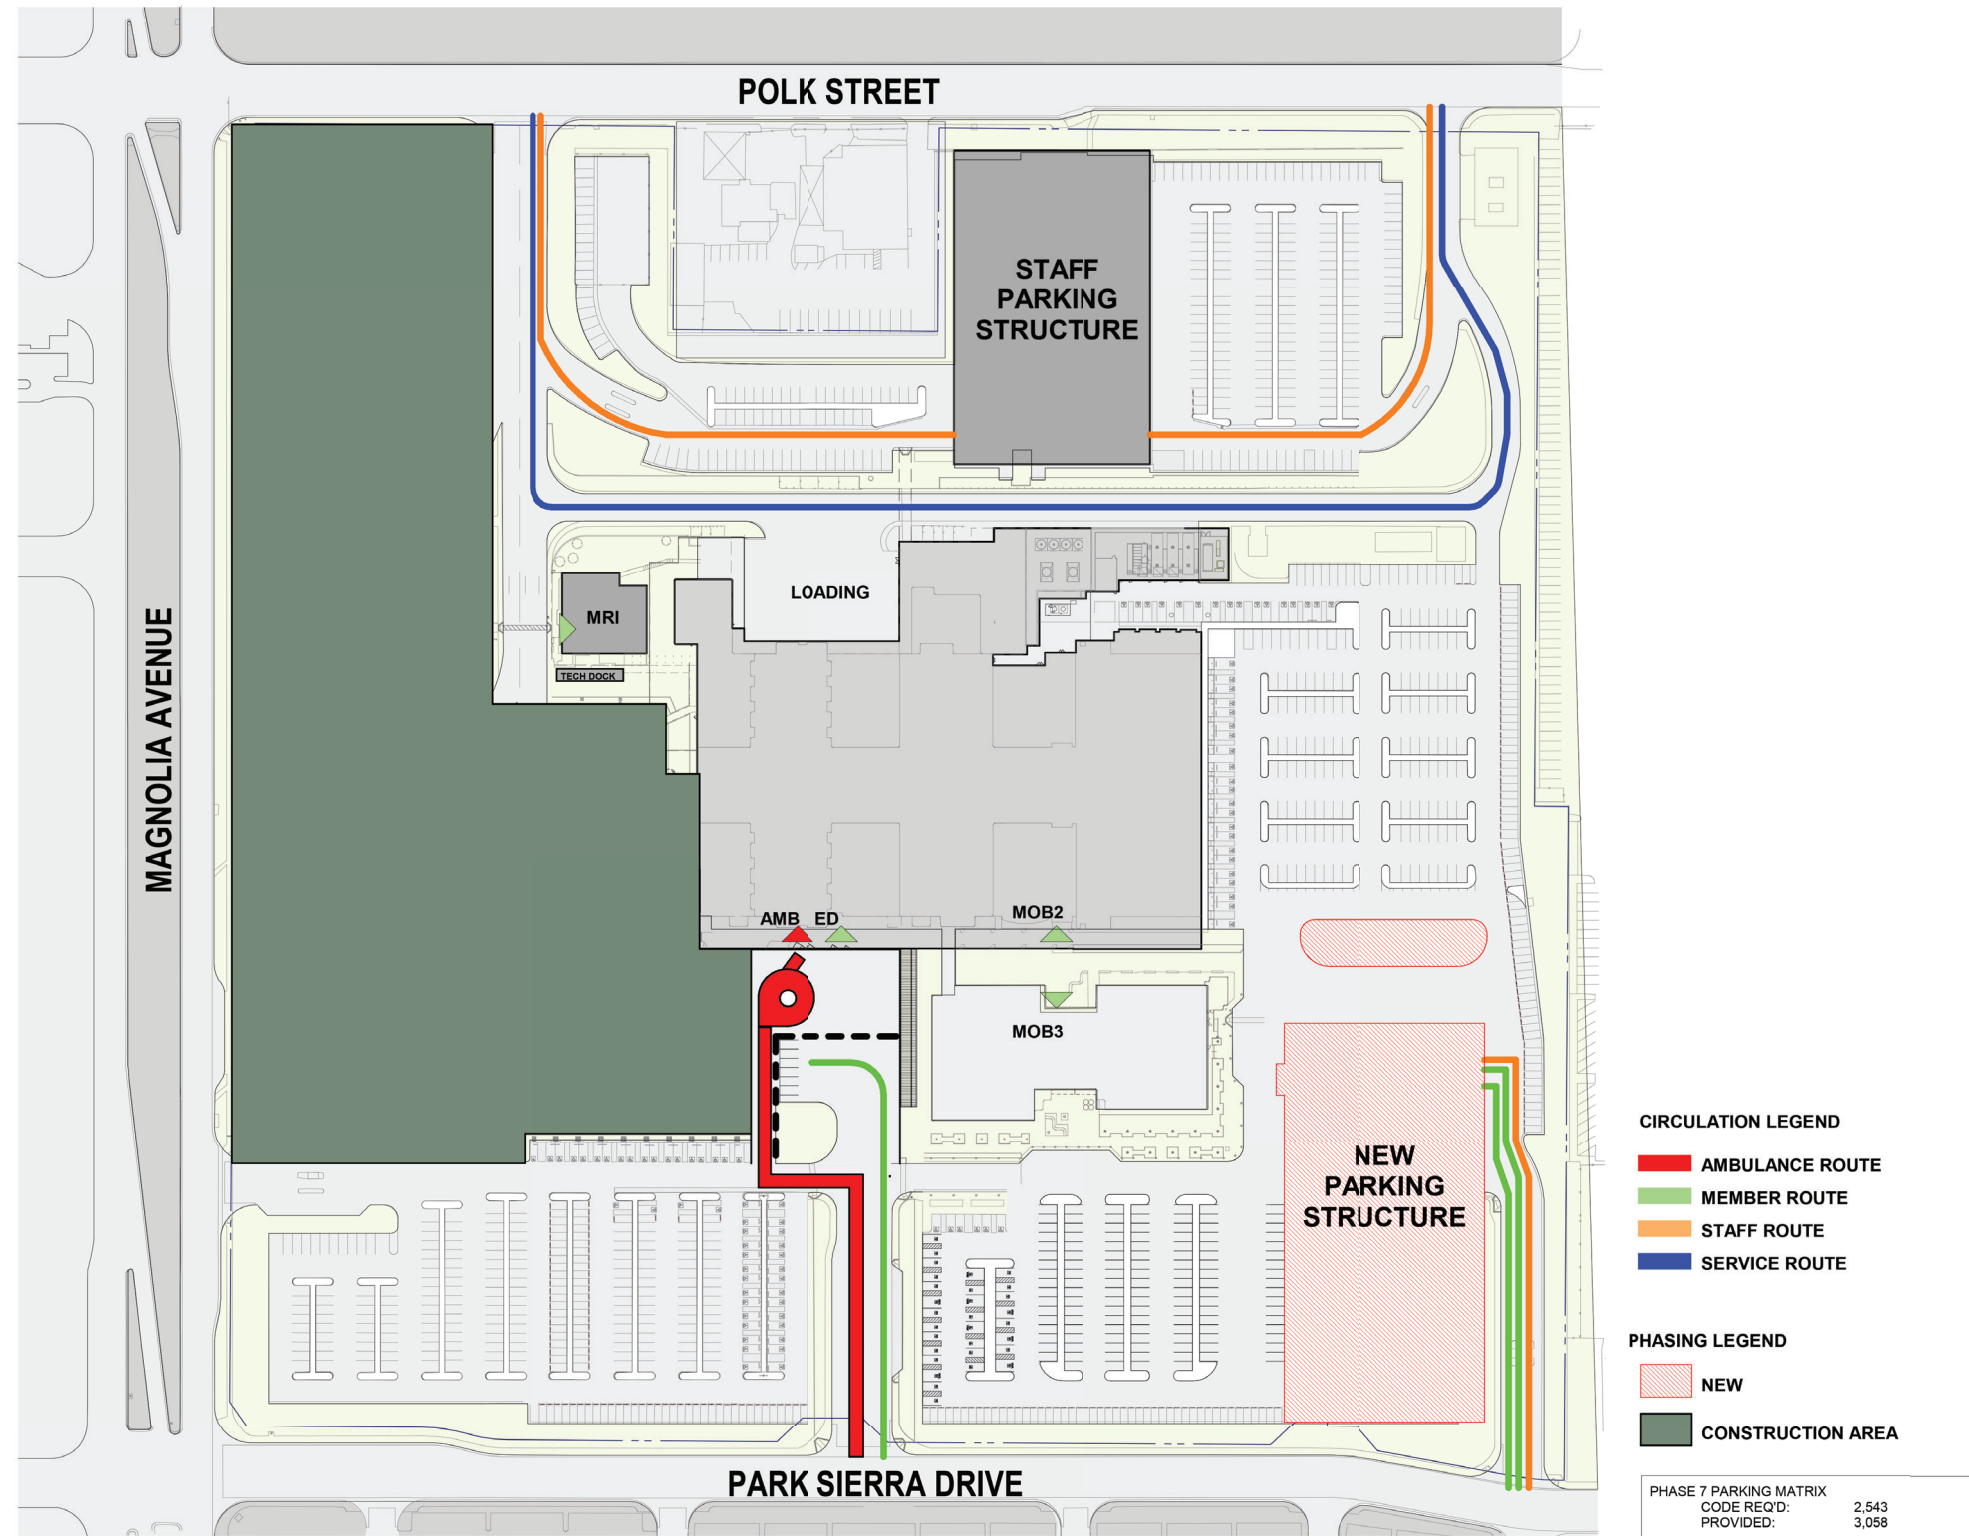 POLK STREET
STAFF
PARKING
STRUCTURE
MAGNOLIA AVENUE
LOADING
MRI
TECH DOCK
AMB
ED
MOB2
MOB3
NEW
PARKING
STRUCTURE
PARK SIERRA DRIVE
CIRCULATION LEGEND
AMBULANCE ROUTE
MEMBER ROUTE
STAFF ROUTE
SERVICE ROUTE
PHASING LEGEND
NEW
CONSTRUCTION AREA
PHASE 7 PARKING MATRIX
CODE REQ'D: 2,543
PROVIDED: 3,058